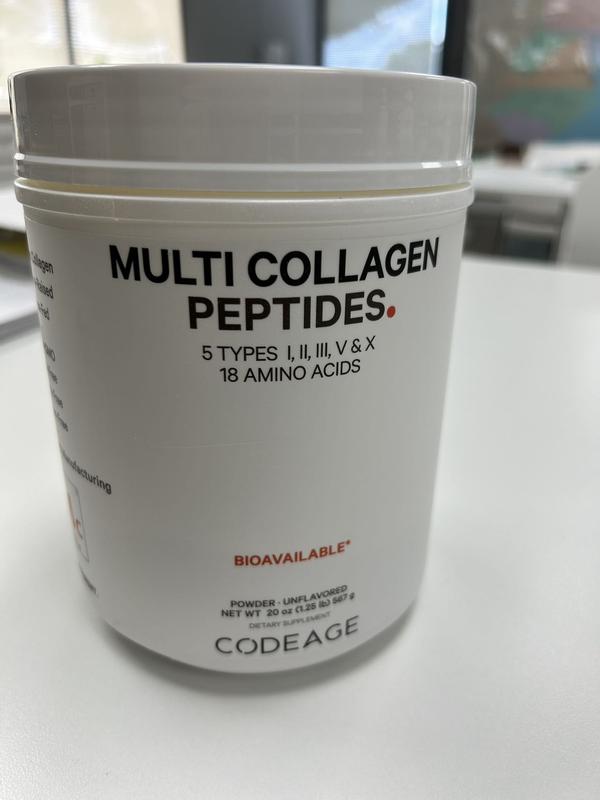 MULTI COLLAGEN
PEPTIDES.
5 TYPES I, II, III, V & X
18 AMINO ACIDS
BIOAVAILABLE*
POWDER · UNFLAVORED
NET WT 20 oz (1.25 lb) 567 g
DIETARY SUPPLEMENT
CODEAGE